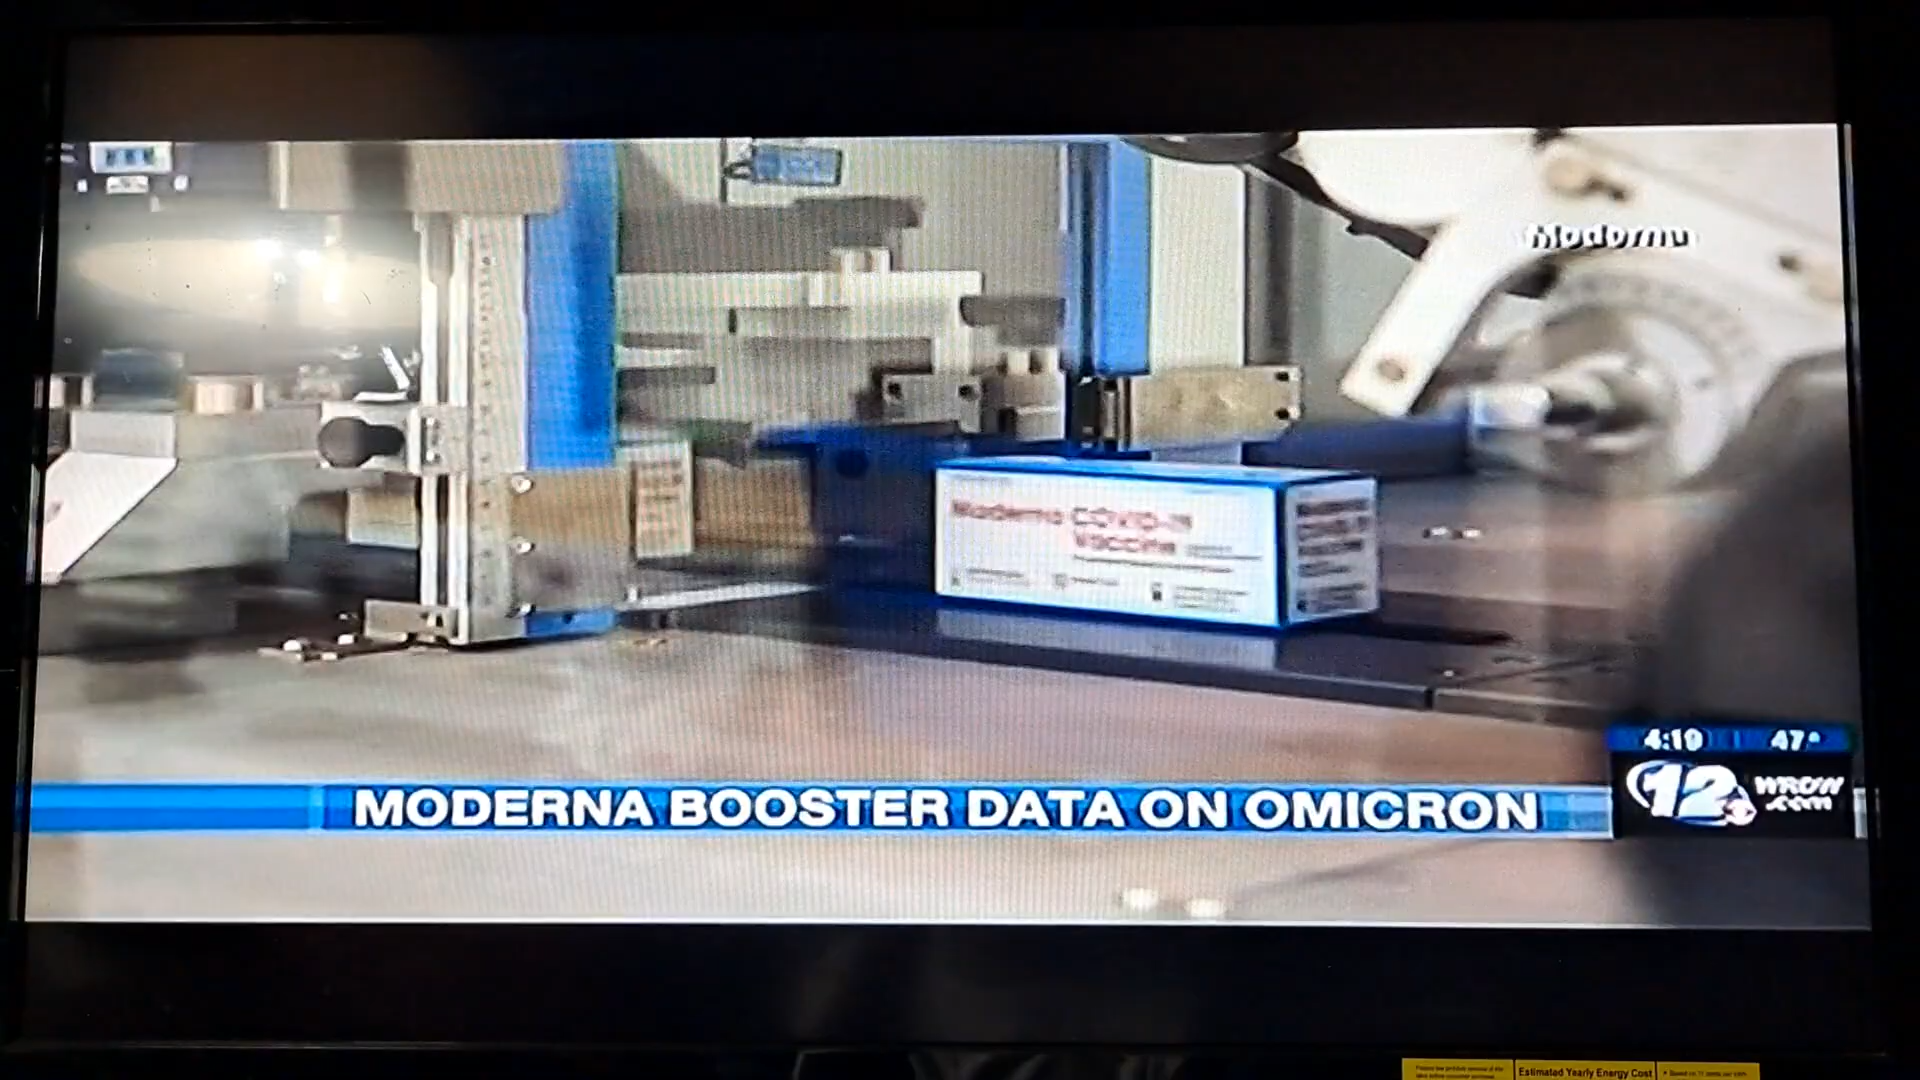 Moderna
Moderna COVID-19
Vaccine
4:19 47°
MODERNA BOOSTER DATA ON OMICRON
12 WRDW
.com
Estimated Yearly Energy Cost